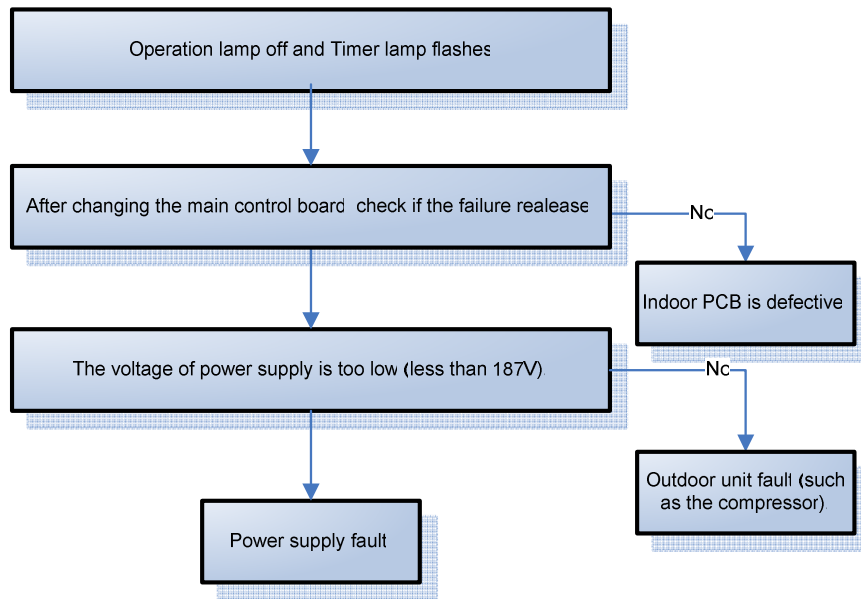 Operation lamp off and Timer lamp flashes
After changing the main control board check if the failure realease
No
Indoor PCB is defective
The voltage of power supply is too low (less than 187V).
No
Outdoor unit fault (such
as the compressor).
Power supply fault